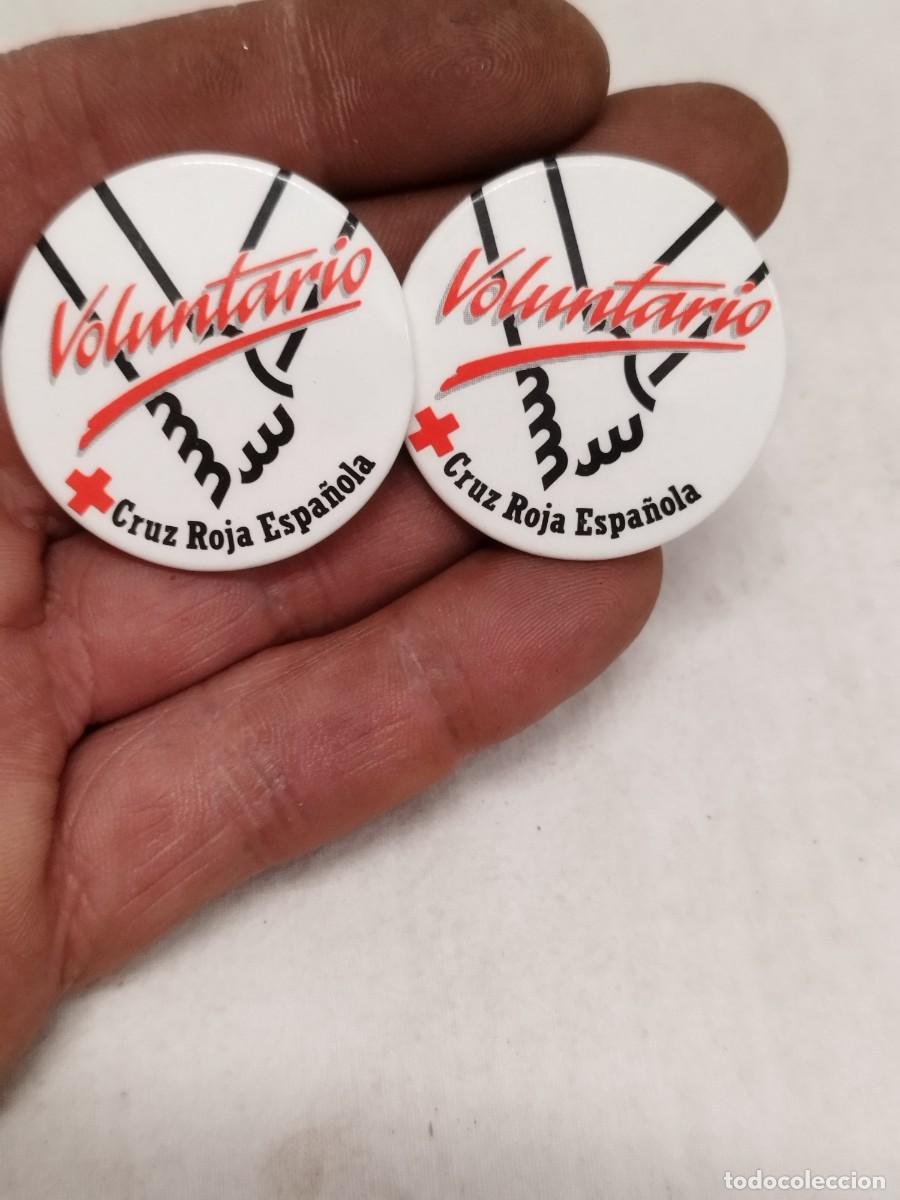 Voluntario
Cruz Roja Española
Voluntario
Cruz Roja Española
todocoleccion